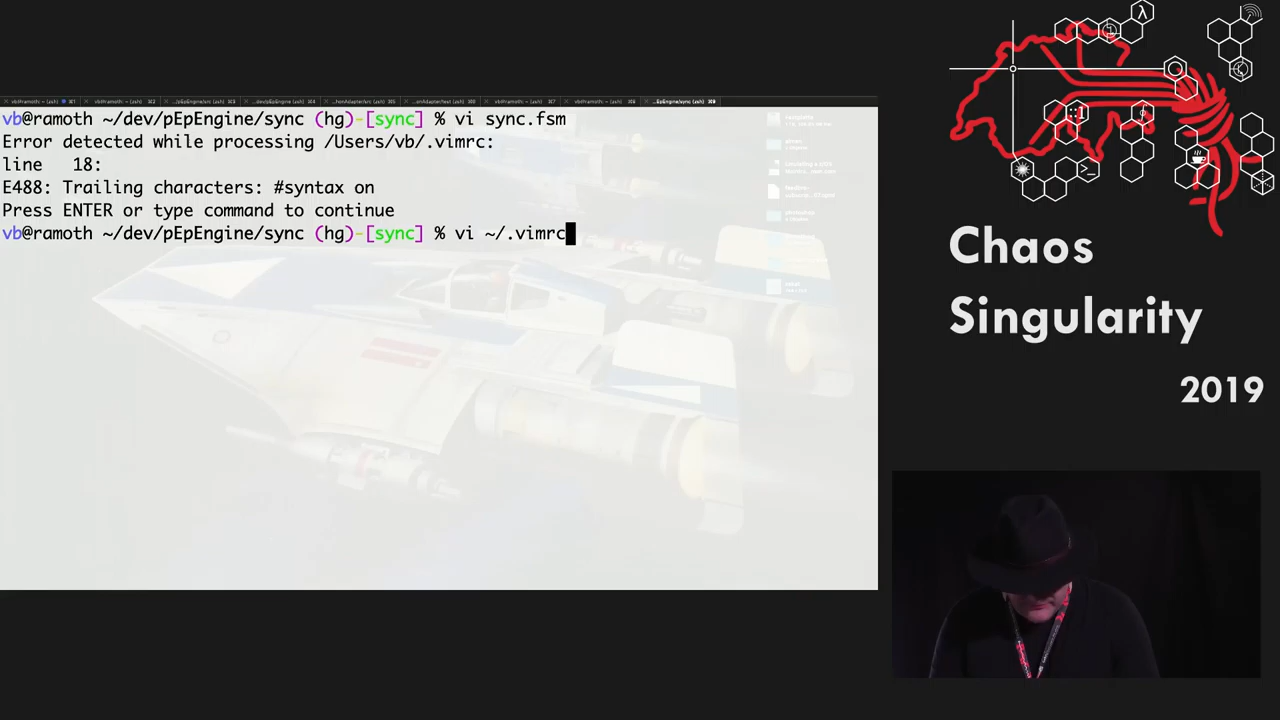 vb@ramoth ~/dev/pEpEngine/sync (hg)-[sync] % vi sync.fsm
Error detected while processing /Users/vb/.vimrc:
line   18:
E488: Trailing characters: #syntax on
Press ENTER or type command to continue
vb@ramoth ~/dev/pEpEngine/sync (hg)-[sync] % vi ~/.vimrc
Chaos
Singularity
2019